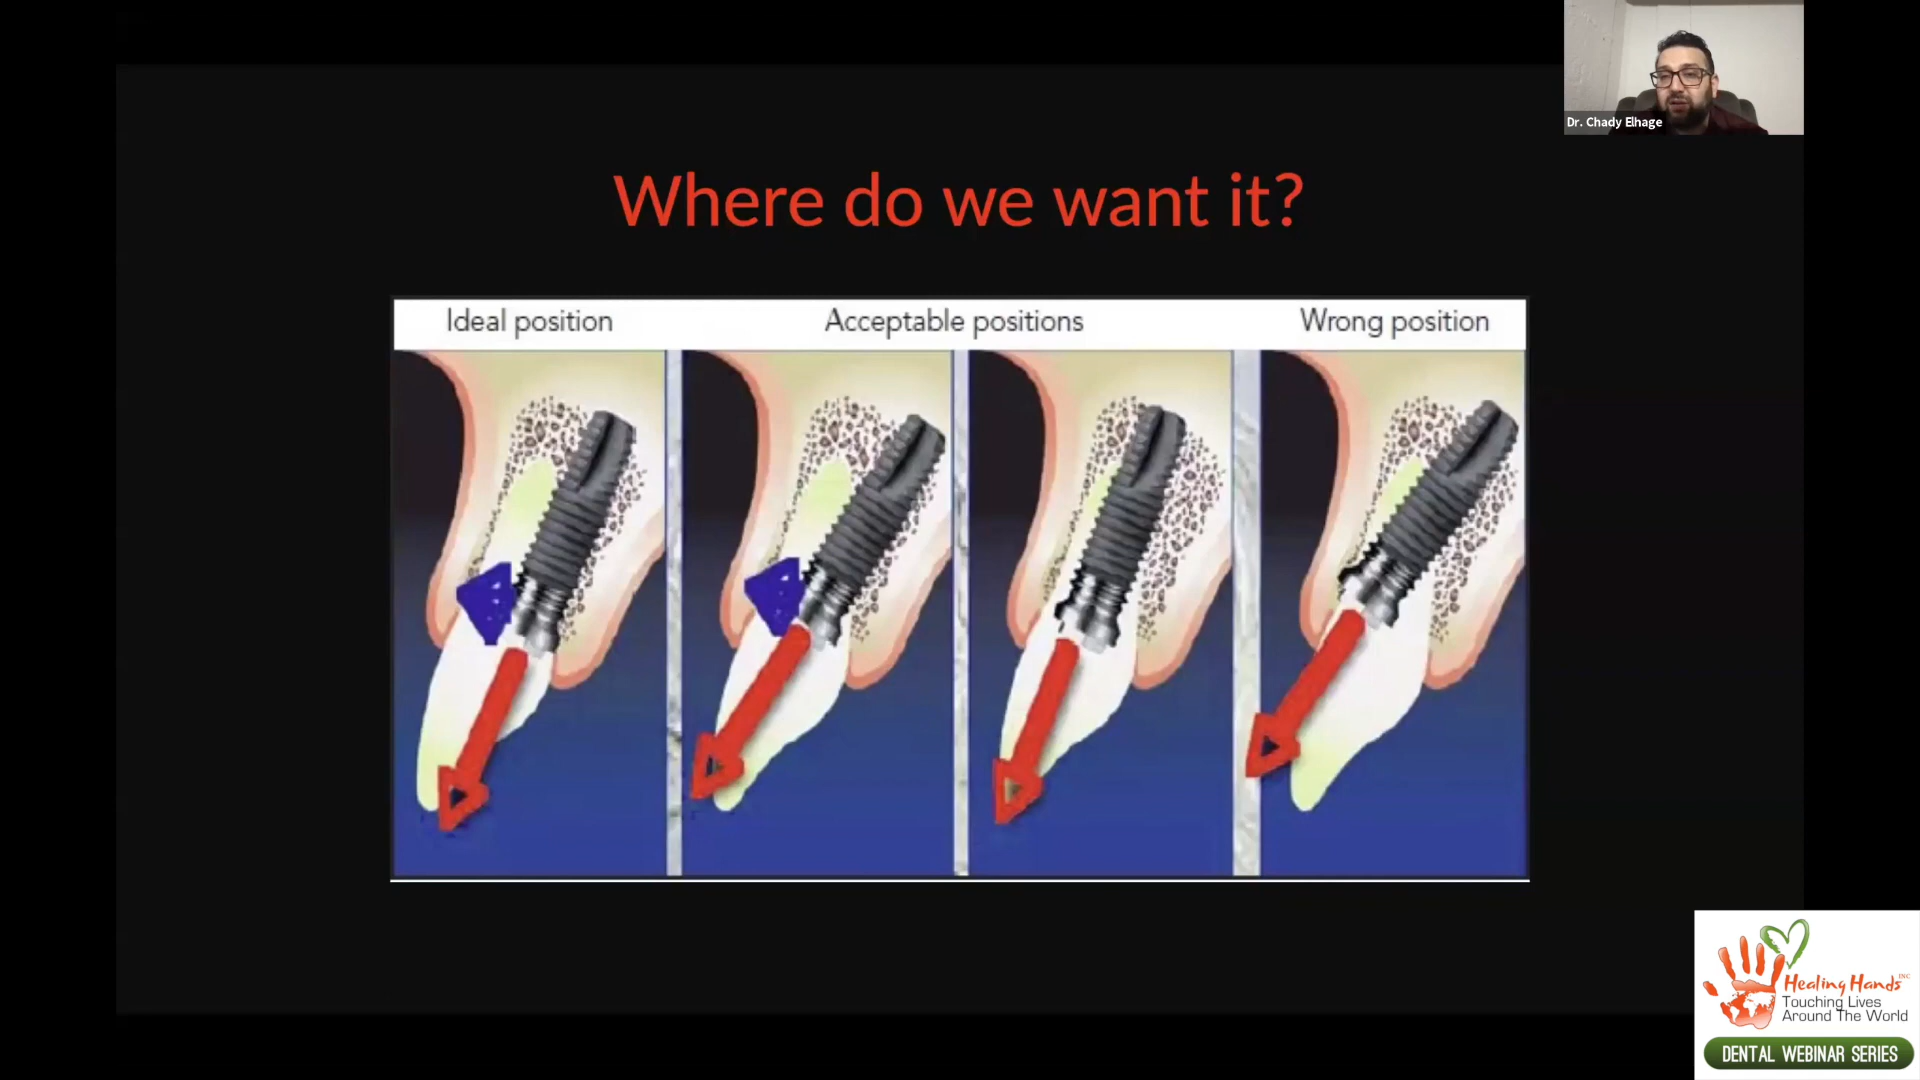 Dr. Chady Elhage
Where do we want it?
Ideal position
Acceptable positions
Wrong position
Healing Hands INC
Touching Lives
Around The World
DENTAL WEBINAR SERIES